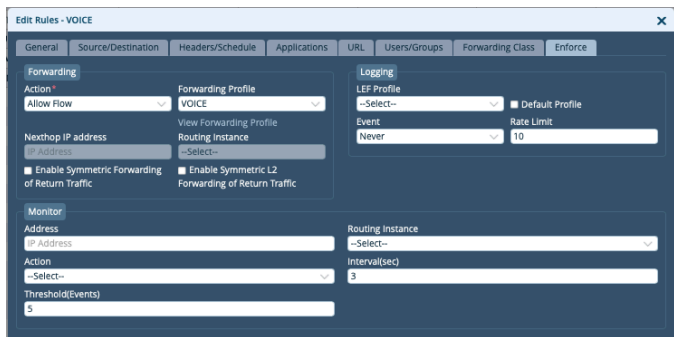 Edit Rules - VOICE
General Source/Destination Headers/Schedule Applications URL Users/Groups Forwarding Class Enforce
Forwarding
Action*
Allow Flow
Forwarding Profile
VOICE
View Forwarding Profile
Nexthop IP address
IP Address
Routing Instance
--Select--
Enable Symmetric Forwarding
of Return Traffic
Enable Symmetric L2
Forwarding of Return Traffic
Logging
LEF Profile
--Select--
Default Profile
Event
Never
Rate Limit
10
Monitor
Address
IP Address
Routing Instance
--Select--
Action
--Select--
Interval(sec)
3
Threshold(Events)
5